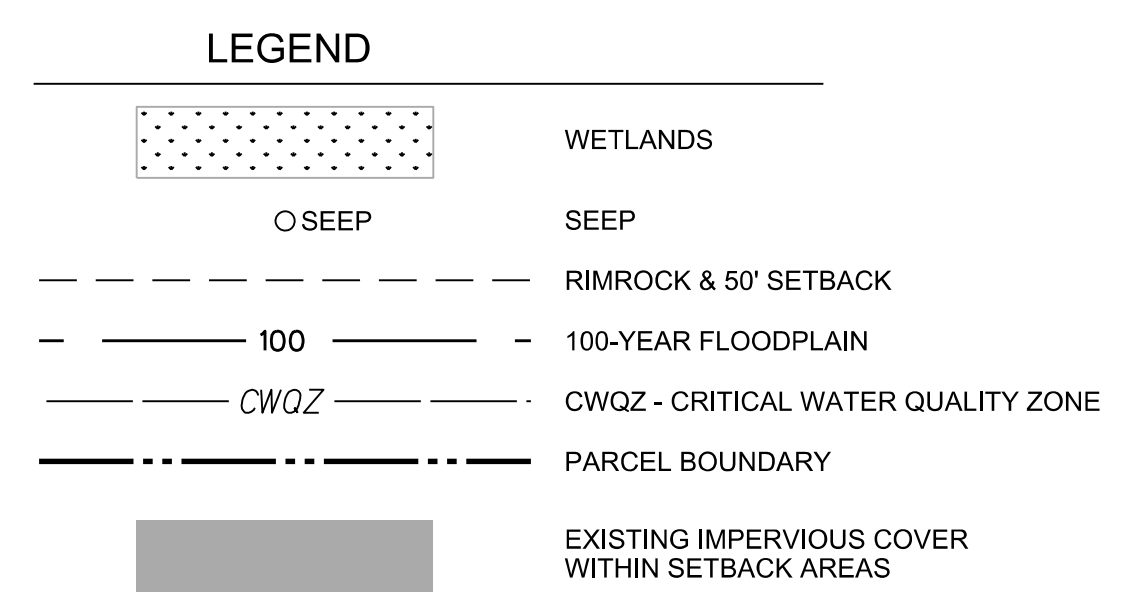 LEGEND
WETLANDS
SEEP SEEP
RIMROCK & 50' SETBACK
100 100-YEAR FLOODPLAIN
CWQZ CWQZ - CRITICAL WATER QUALITY ZONE
PARCEL BOUNDARY
EXISTING IMPERVIOUS COVER
WITHIN SETBACK AREAS